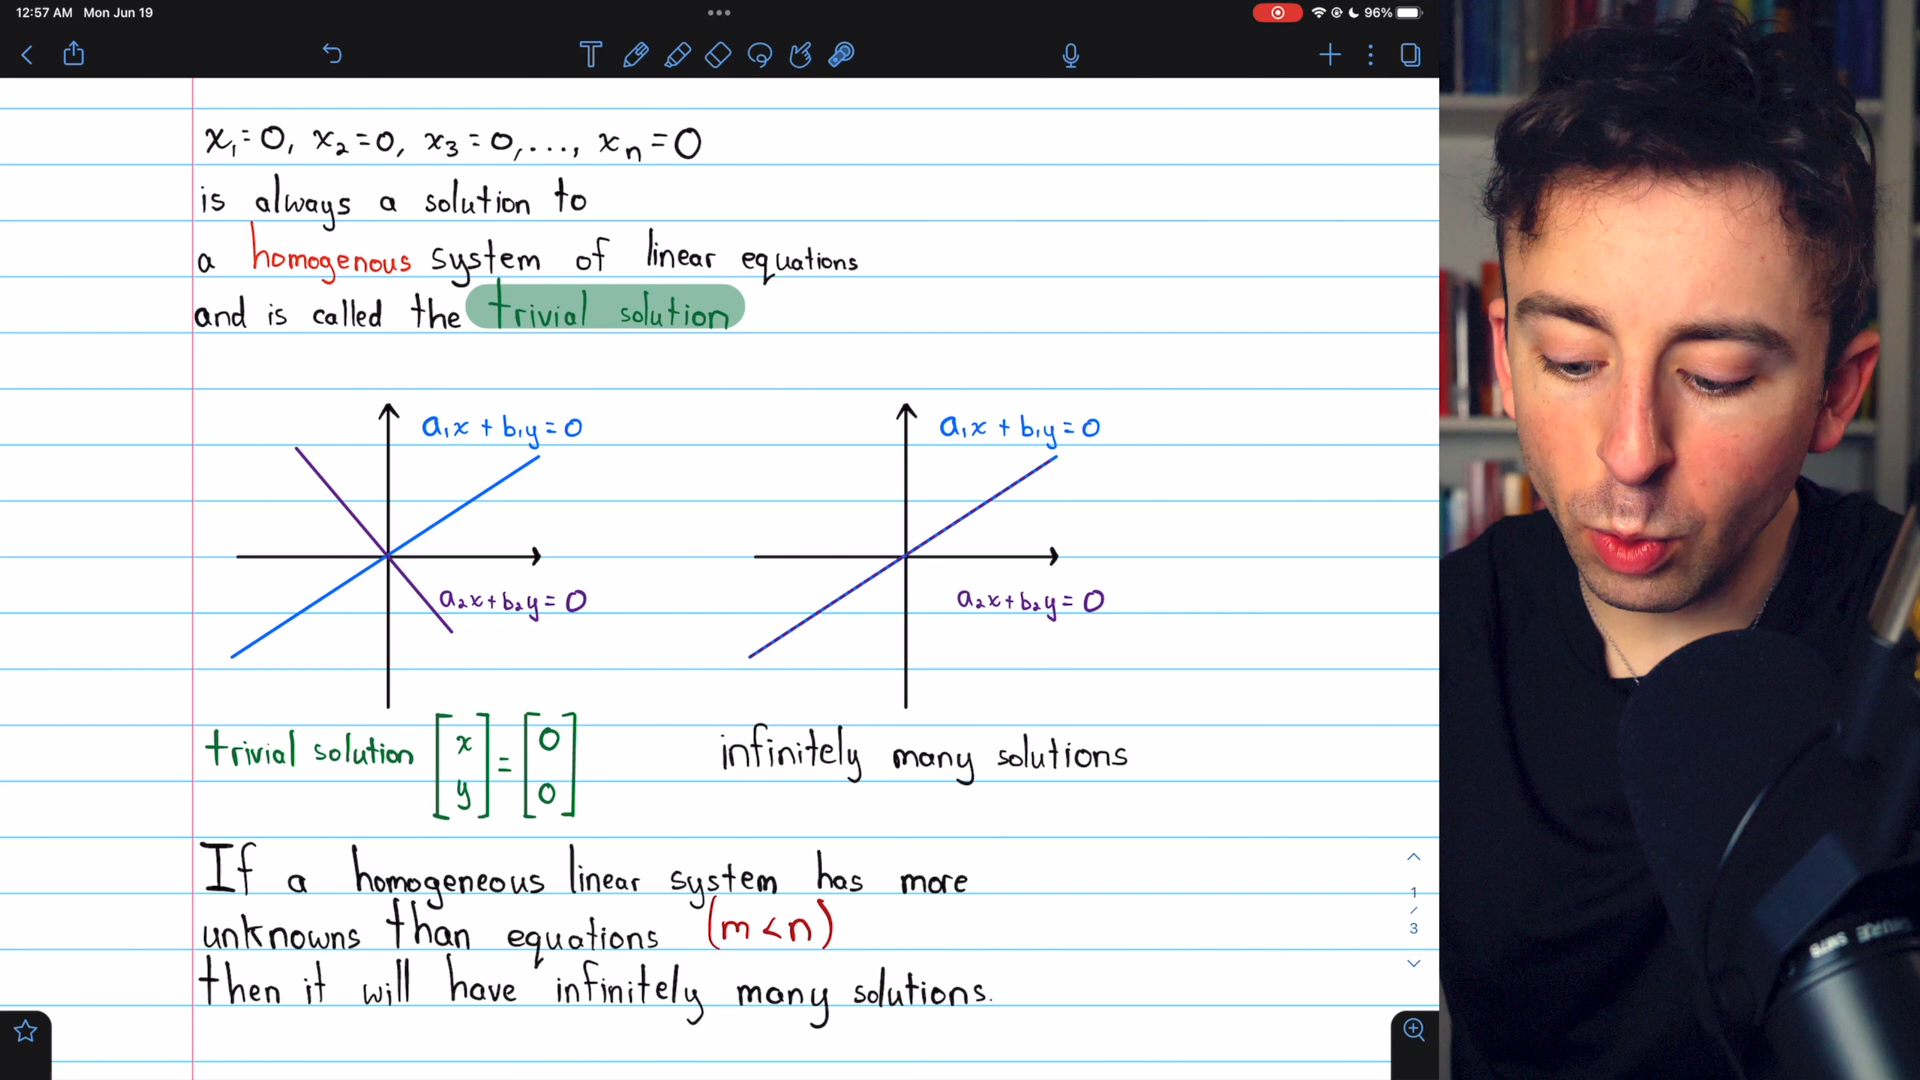 12:57 AM Mon Jun 19
96%
x₁=0, x₂=0, x₃=0,..., xₙ=0
is always a solution to
a homogenous system of linear equations
and is called the trivial solution
a₁x + b₁y = 0
a₁x + b₁y = 0
a₂x + b₂y = 0
a₂x + b₂y = 0
trivial solution [x y] = [0 0]
infinitely many solutions
If a homogeneous linear system has more
unknowns than equations (m<n)
then it will have infinitely many solutions.
1
/
3